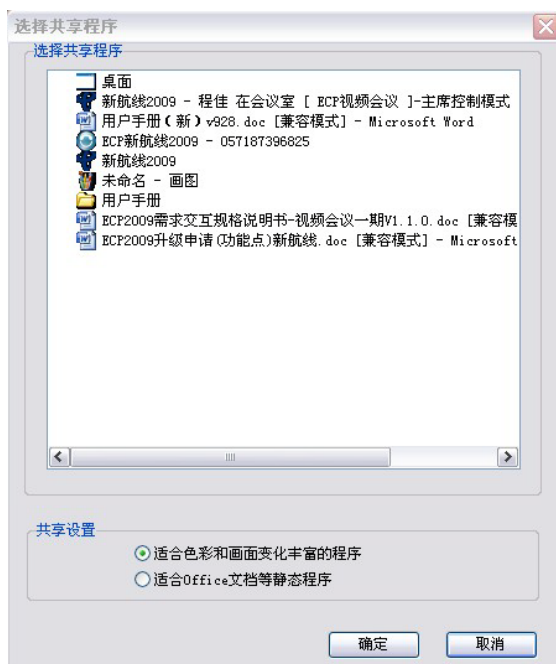 选择共享程序
选择共享程序
桌面
新航线2009 - 程佳 在会议室 [ ECP视频会议 ]-主席控制模式
用户手册(新)v928.doc [兼容模式] - Microsoft Word
ECP新航线2009 - 057187396825
新航线2009
未命名 - 画图
用户手册
ECP2009需求交互规格说明书-视频会议一期V1.1.0.doc [兼容模
ECP2009升级申请(功能点)新航线.doc [兼容模式] - Microsoft
共享设置
适合色彩和画面变化丰富的程序
适合Office文档等静态程序
确定 取消